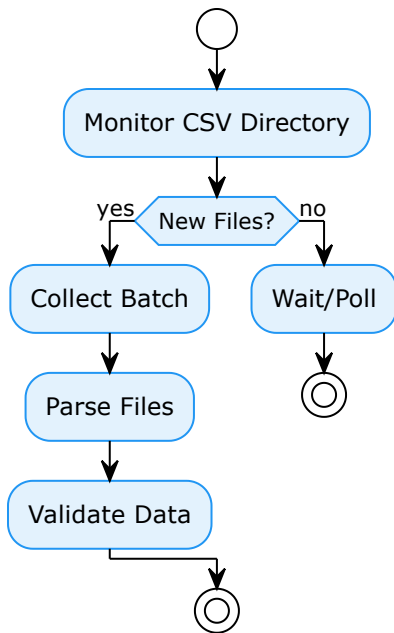 Monitor CSV Directory
yes
New Files?
no
Collect Batch
Wait/Poll
Parse Files
Validate Data